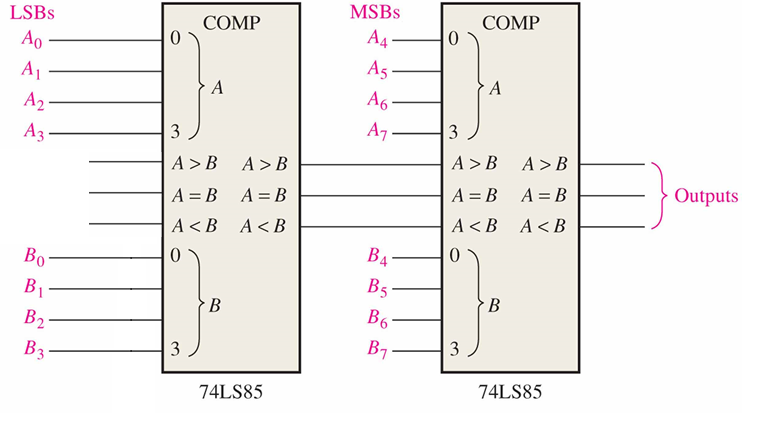 LSBs
A0
A1
A2
A3
B0
B1
B2
B3
COMP
0
3
A
A > B A > B
A = B A = B
A < B A < B
0
3
B
74LS85
MSBs
A4
A5
A6
A7
B4
B5
B6
B7
COMP
0
3
A
A > B A > B
A = B A = B
A < B A < B
0
3
B
74LS85
Outputs